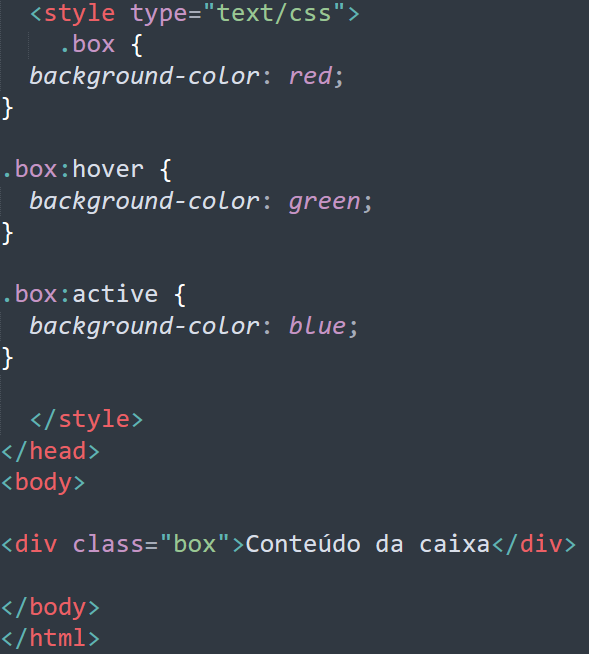 <style type="text/css">
.box {
background-color: red;
}
.box:hover {
background-color: green;
}
.box:active {
background-color: blue;
}
</style>
</head>
<body>
<div class="box">Conteúdo da caixa</div>
</body>
</html>